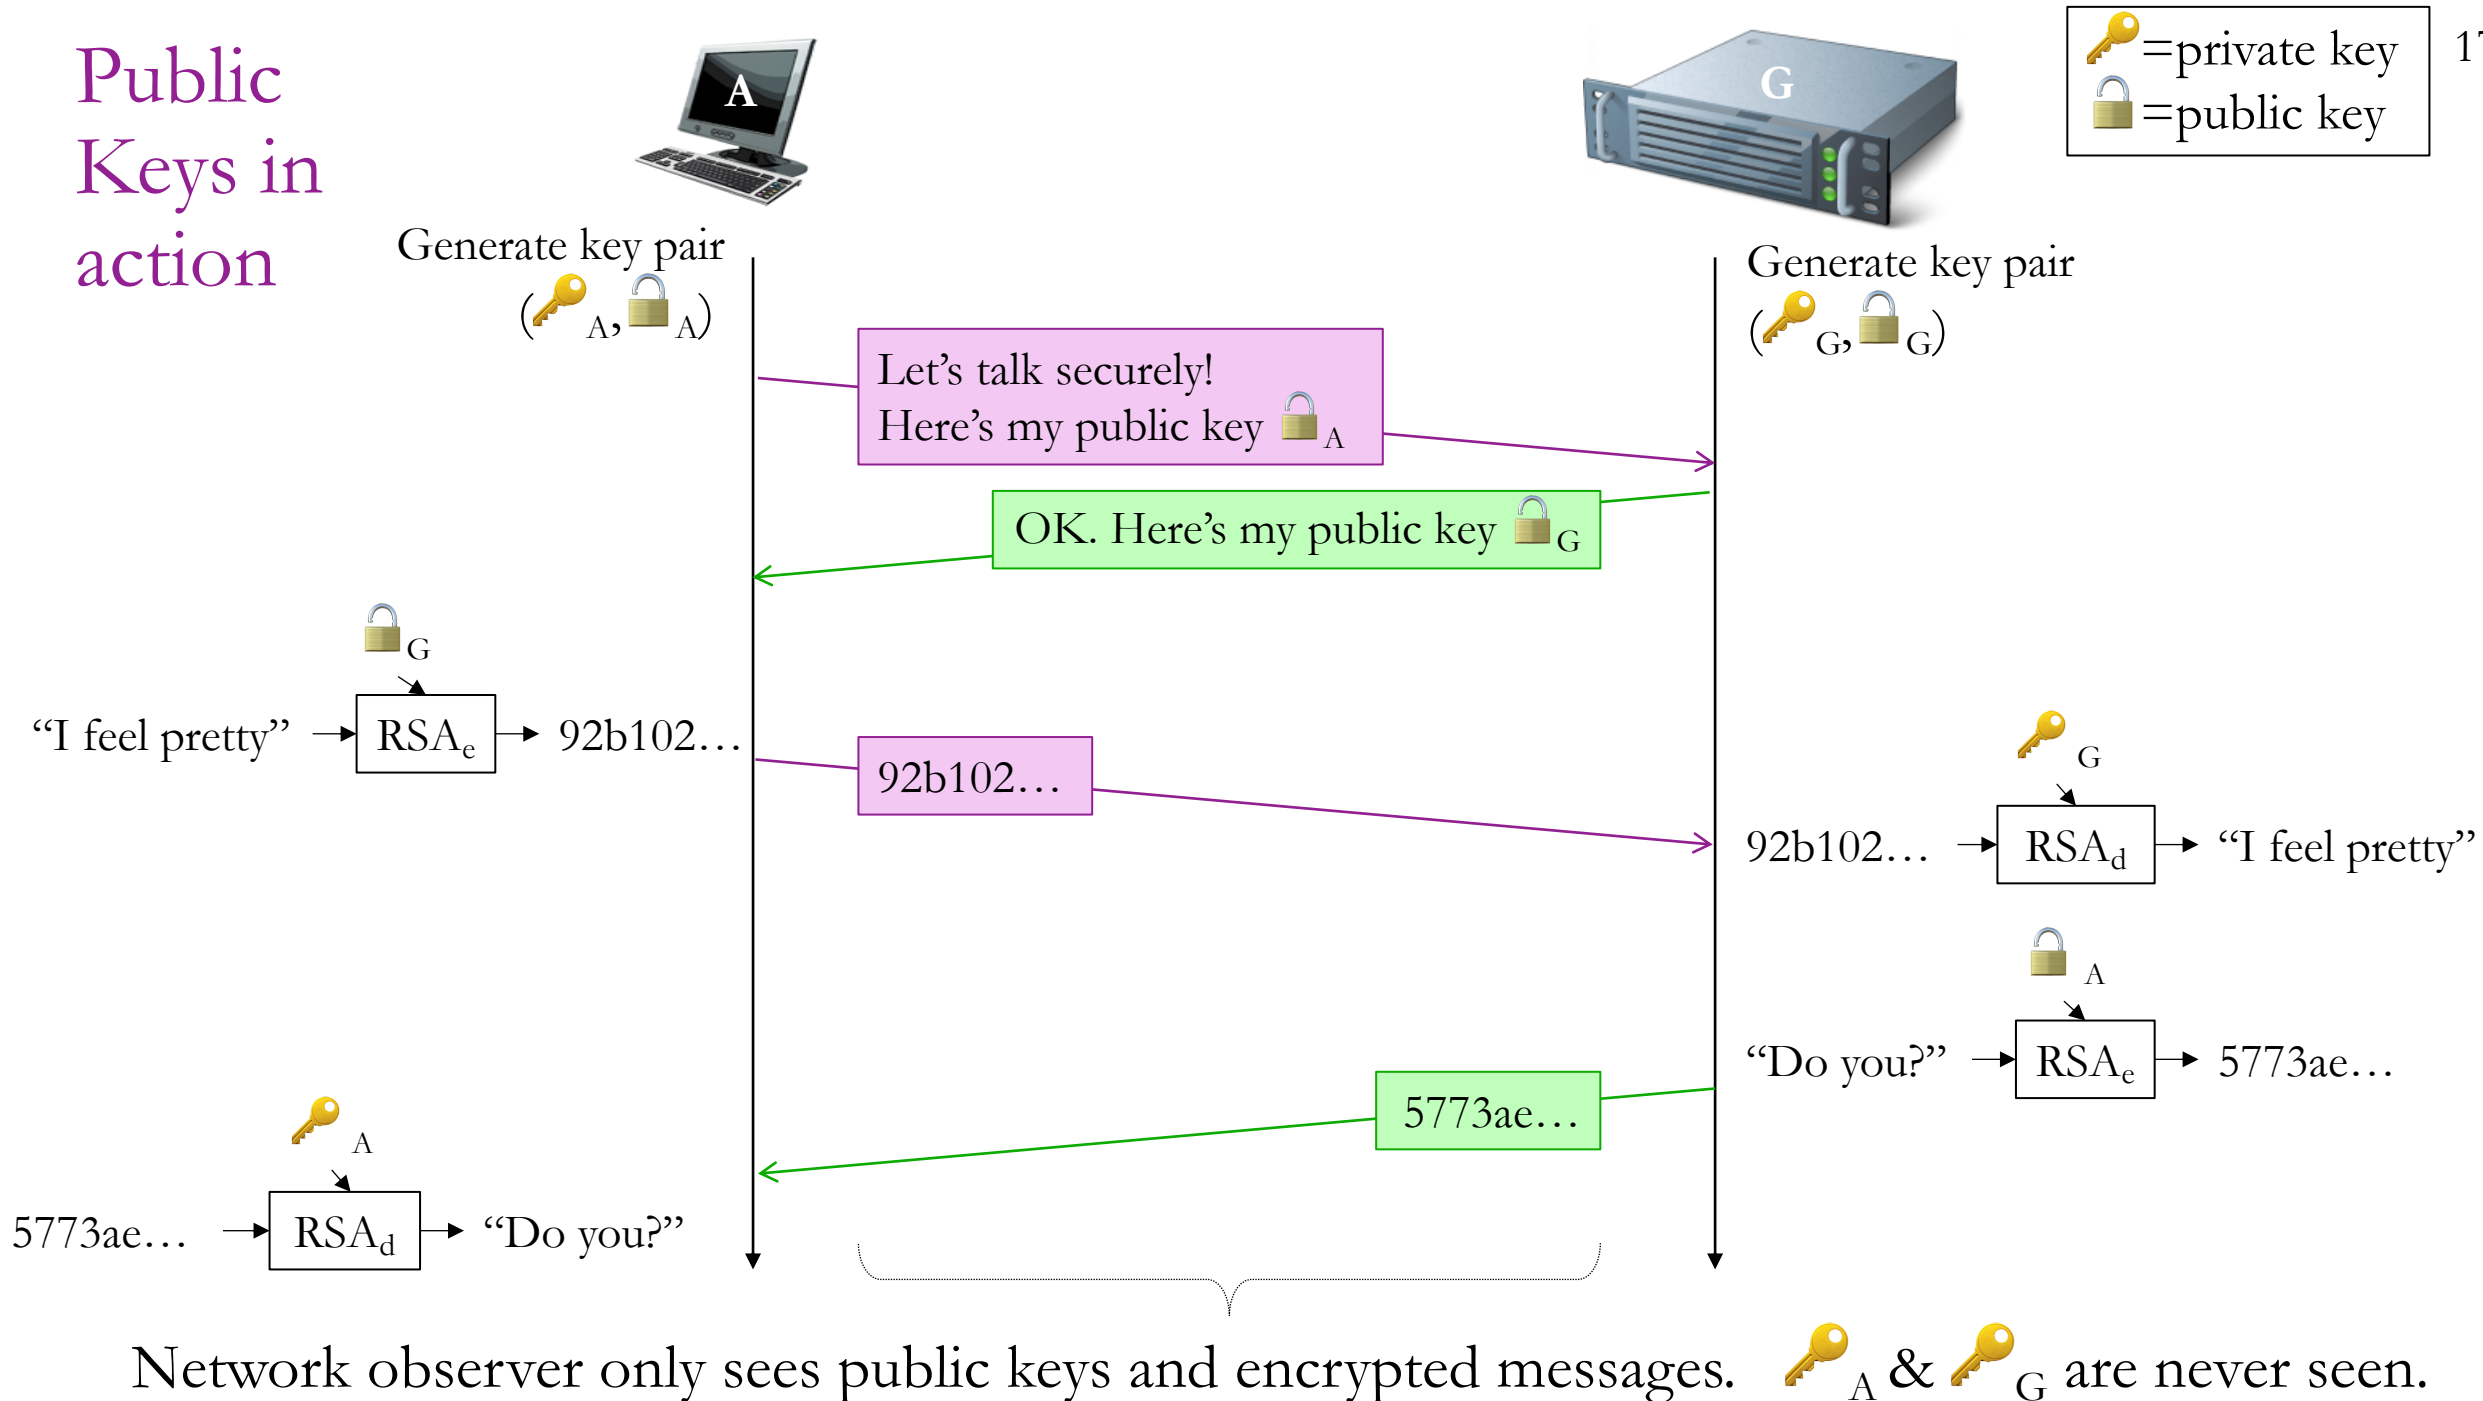 Public
Keys in
action
A
G
=private key
=public key
17
Generate key pair
( A, A)
Generate key pair
( G, G)
Let’s talk securely!
Here’s my public key A
OK. Here’s my public key G
G
“I feel pretty” RSAe 92b102…
92b102…
G
92b102… RSAd “I feel pretty”
A
“Do you?” RSAe 5773ae…
5773ae…
A
5773ae… RSAd “Do you?”
Network observer only sees public keys and encrypted messages. A & G are never seen.